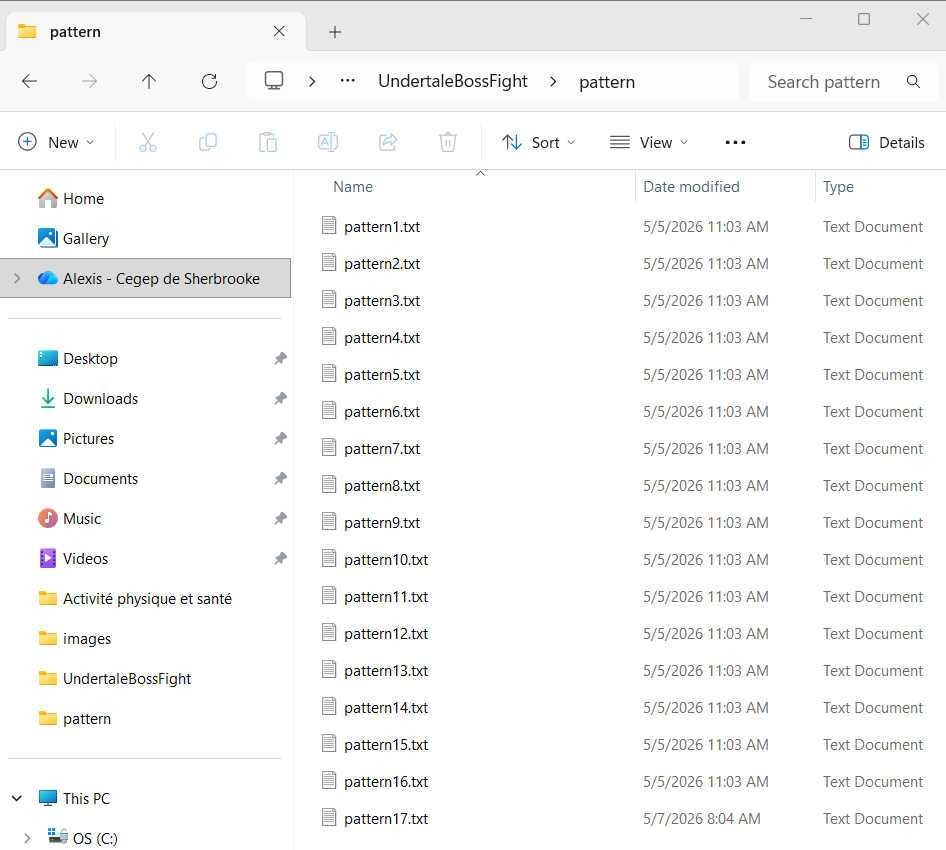 pattern
... UndertaleBossFight pattern Search pattern
New Sort View ... Details
Name Date modified Type
Home
Gallery
Alexis - Cegep de Sherbrooke
Desktop
Downloads
Pictures
Documents
Music
Videos
Activité physique et santé
images
UndertaleBossFight
pattern
This PC
OS (C:)
pattern1.txt 5/5/2026 11:03 AM Text Document
pattern2.txt 5/5/2026 11:03 AM Text Document
pattern3.txt 5/5/2026 11:03 AM Text Document
pattern4.txt 5/5/2026 11:03 AM Text Document
pattern5.txt 5/5/2026 11:03 AM Text Document
pattern6.txt 5/5/2026 11:03 AM Text Document
pattern7.txt 5/5/2026 11:03 AM Text Document
pattern8.txt 5/5/2026 11:03 AM Text Document
pattern9.txt 5/5/2026 11:03 AM Text Document
pattern10.txt 5/5/2026 11:03 AM Text Document
pattern11.txt 5/5/2026 11:03 AM Text Document
pattern12.txt 5/5/2026 11:03 AM Text Document
pattern13.txt 5/5/2026 11:03 AM Text Document
pattern14.txt 5/5/2026 11:03 AM Text Document
pattern15.txt 5/5/2026 11:03 AM Text Document
pattern16.txt 5/5/2026 11:03 AM Text Document
pattern17.txt 5/7/2026 8:04 AM Text Document